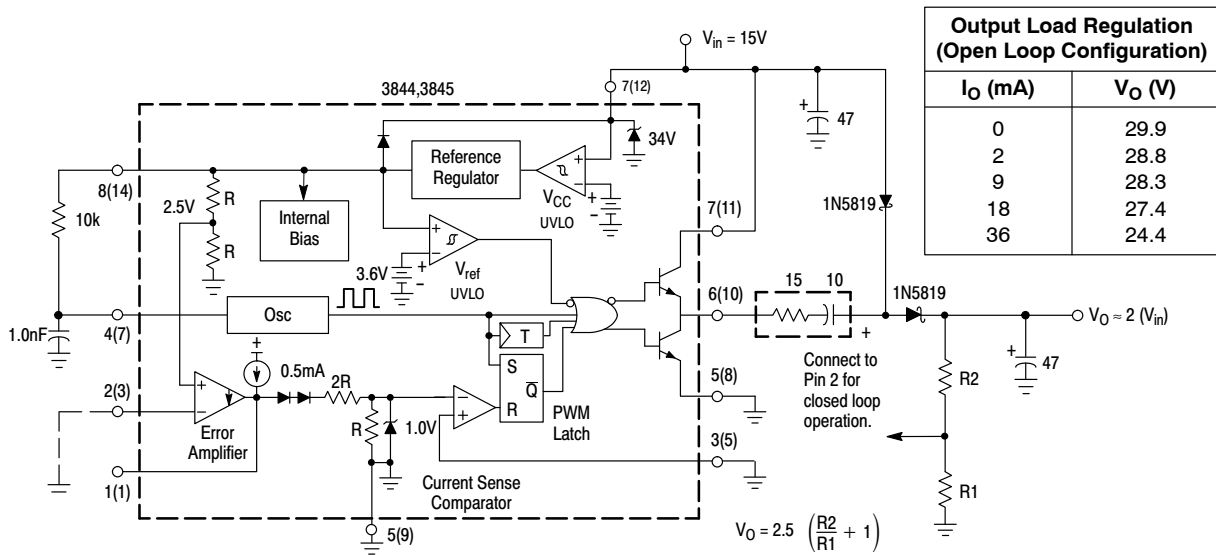 Output Load Regulation
(Open Loop Configuration)
I_O (mA) V_O (V)
0 29.9
2 28.8
9 28.3
18 27.4
36 24.4
V_in = 15V
3844,3845
7(12)
+
47
34V
8(14)
R
Reference
Regulator
+
−
V_CC
UVLO
+
−
1N5819
10k
2.5V
Internal
Bias
R
7(11)
+
−
V_ref
UVLO
3.6V
+
−
15 10
1N5819
6(10)
+
V_O ≈ 2 (V_in)
1.0nF
4(7)
Osc
T
+
47
Connect to
Pin 2 for
closed loop
operation.
+
0.5mA
S
Q̅
R
PWM
Latch
5(8)
R2
2(3)
+
−
Error
Amplifier
2R
R
1.0V
−
+
Current Sense
Comparator
3(5)
R1
1(1)
5(9)
V_O = 2.5 (R2/R1 + 1)